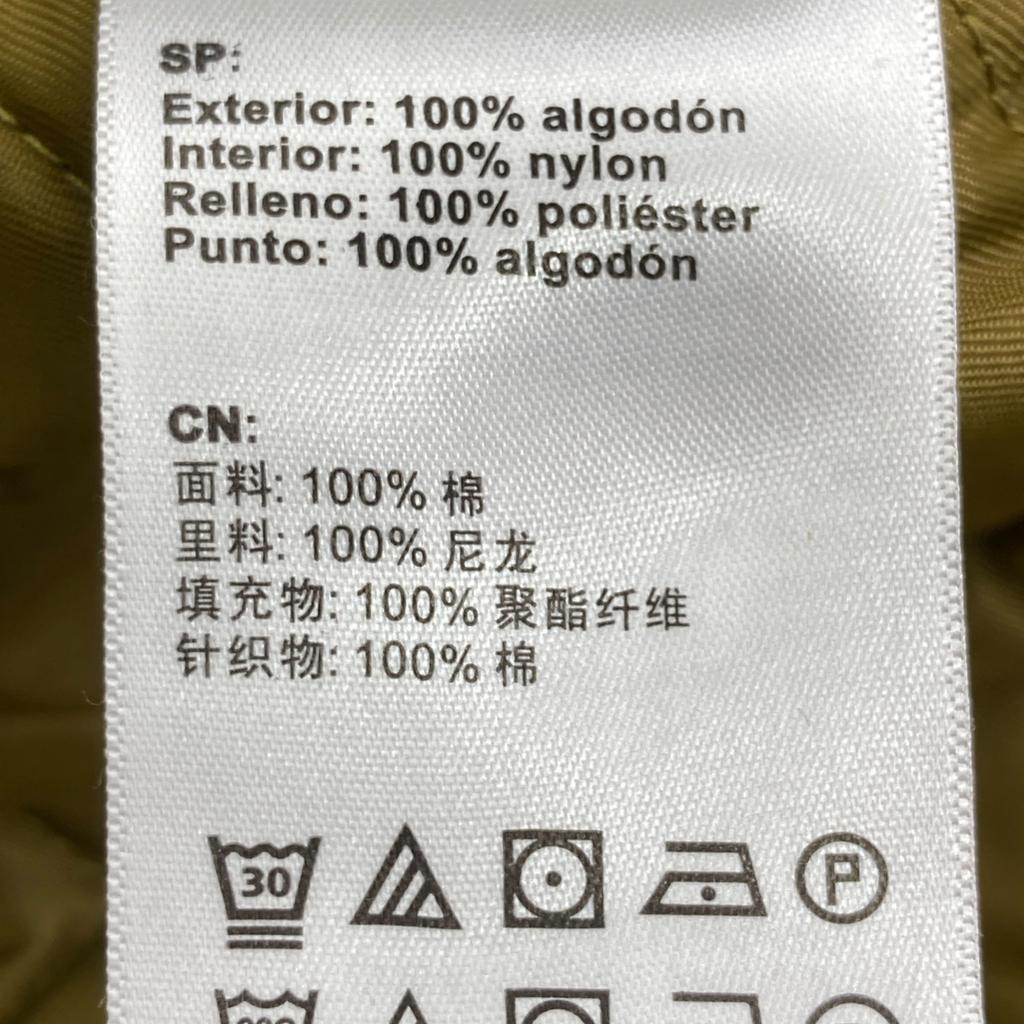 SP:
Exterior: 100% algodón
Interior: 100% nylon
Relleno: 100% poliéster
Punto: 100% algodón
CN:
面料: 100% 棉
里料: 100% 尼龙
填充物: 100% 聚酯纤维
针织物: 100% 棉
30 P